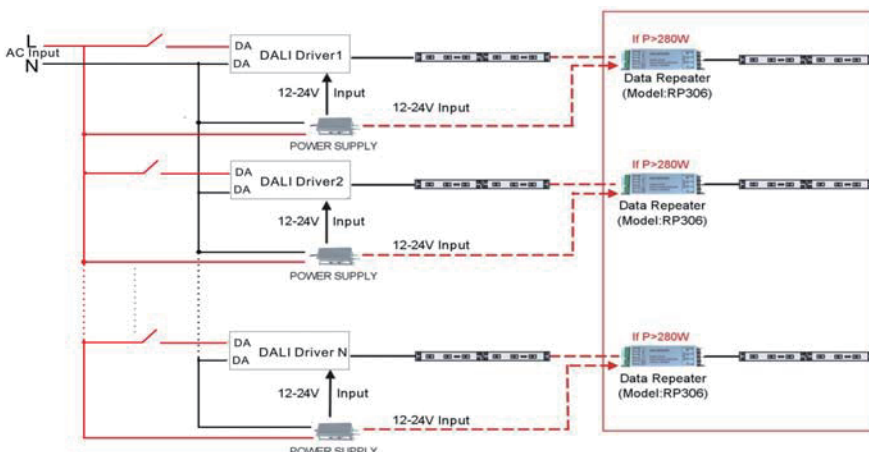 L
AC Input
N
DA
DA
DALI Driver1
12-24V Input
12-24V Input
POWER SUPPLY
If P>280W
Data Repeater
(Model:RP306)
DA
DA
DALI Driver2
12-24V Input
12-24V Input
POWER SUPPLY
If P>280W
Data Repeater
(Model:RP306)
DA
DA
DALI Driver N
12-24V Input
12-24V Input
POWER SUPPLY
If P>280W
Data Repeater
(Model:RP306)